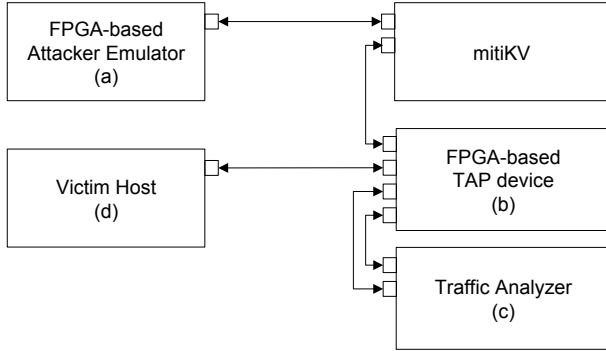 FPGA-based
Attacker Emulator
(a)
mitiKV
Victim Host
(d)
FPGA-based
TAP device
(b)
Traffic Analyzer
(c)